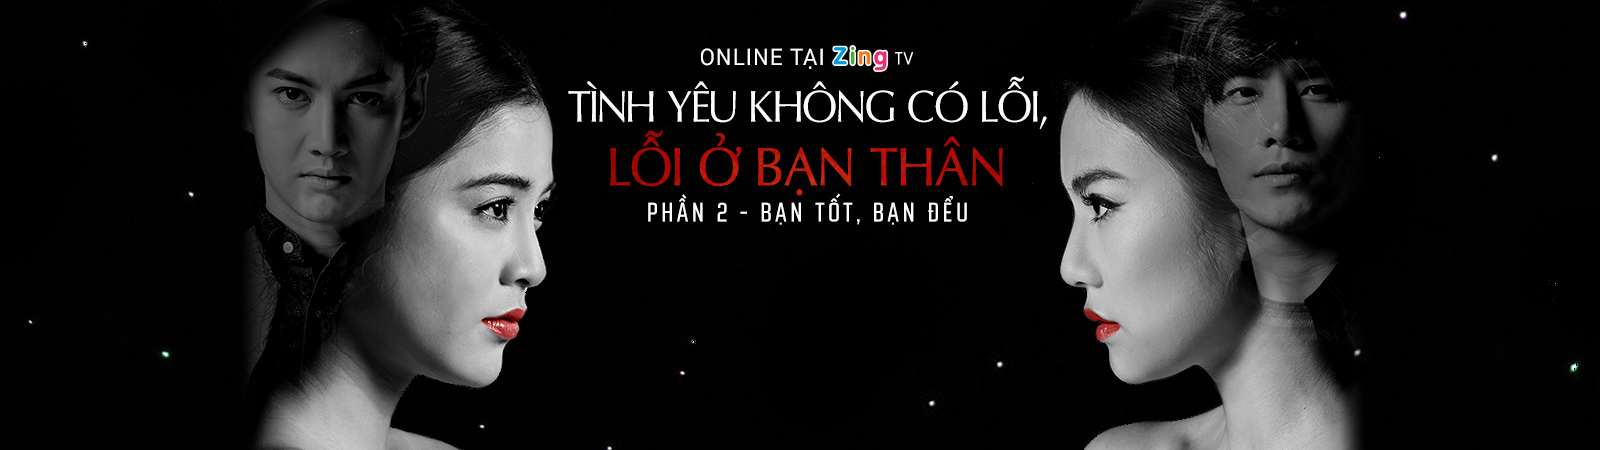 ONLINE TẠI Zing TV
TÌNH YÊU KHÔNG CÓ LỖI,
LỖI Ở BẠN THÂN
PHẦN 2 - BẠN TỐT, BẠN ĐỂU